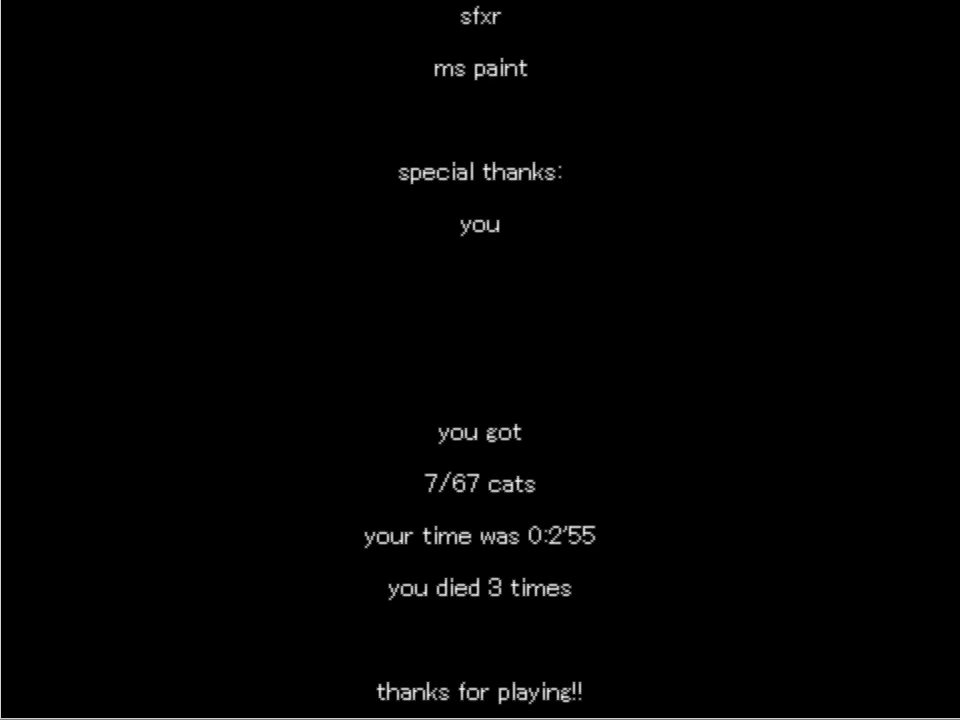 sfxr
ms paint
special thanks:
you
you got
7/67 cats
your time was 0:2'55
you died 3 times
thanks for playing!!